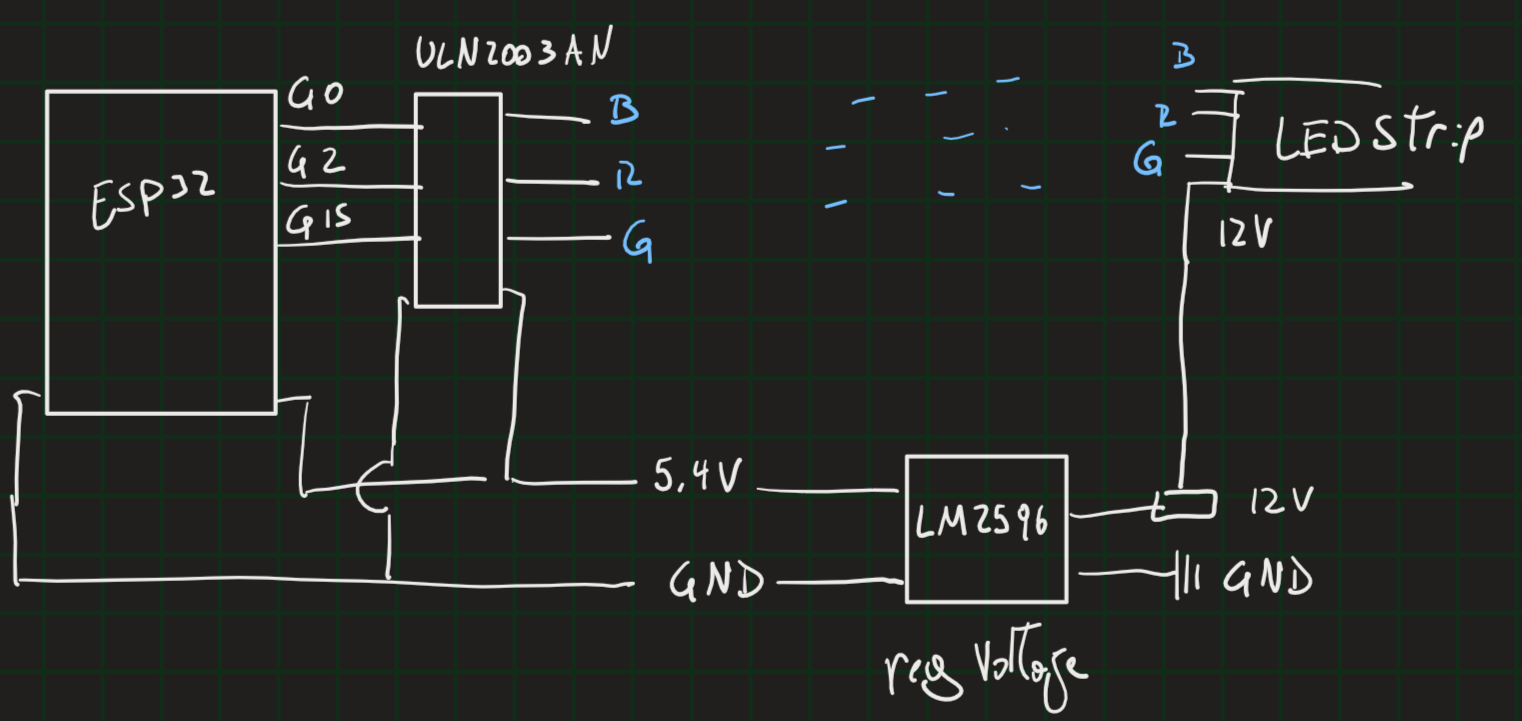 ULN2003AN
G0
G2
G15
ESP32
B
R
G
B
R
G
LED Strip
12V
5,4V
GND
LM2596
12V
GND
reg Voltage